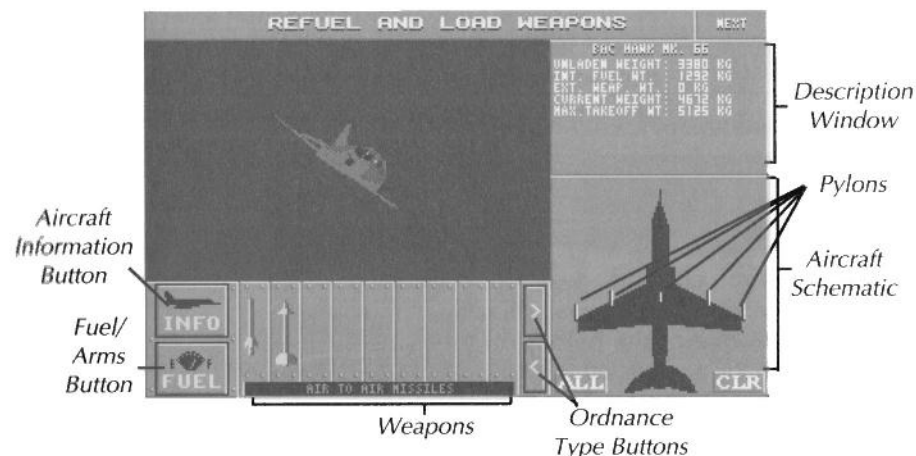 REFUEL AND LOAD WEAPONS
NEXT
BAC HAWK MK. 66
UNLADEN WEIGHT: 3380 KG
INT. FUEL WT. : 1292 KG
EXT. WEAP. WT.: 0 KG
CURRENT WEIGHT: 4672 KG
MAX.TAKEOFF WT: 5125 KG
Description
Window
Pylons
Aircraft
Schematic
Aircraft
Information
Button
INFO
Fuel/
Arms
Button
E F
FUEL
>
<
AIR TO AIR MISSILES
ALL
CLR
Weapons
Ordnance
Type Buttons